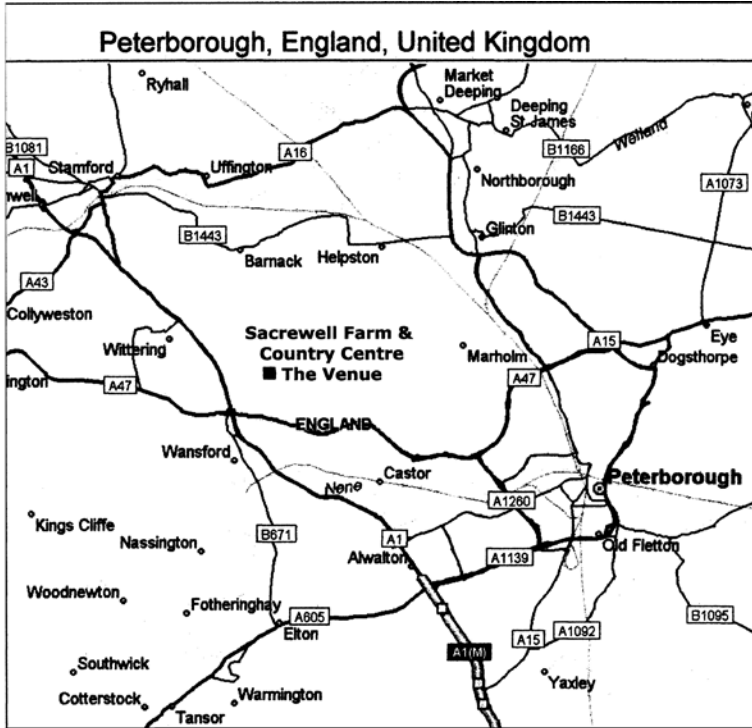 Peterborough, England, United Kingdom
Ryhall
Market
Deeping
Deeping
St James
B1081
A1
Stamford
Uffington
A16
B1166
Welland
nwell
Northborough
A1073
B1443
Barnack
Helpston
Glinton
B1443
A43
Collyweston
Wittering
Sacrewell Farm &
Country Centre
The Venue
Marholm
A15
Eye
Dogsthorpe
ington
A47
A47
ENGLAND
Wansford
Castor
Nene
Peterborough
A1260
Kings Cliffe
Nassington
B671
A1
Alwalton
A1139
Old Fletton
Woodnewton
Fotheringhay
A605
Elton
B1095
A15
A1092
A1(M)
Southwick
Yaxley
Cotterstock
Tansor
Warmington